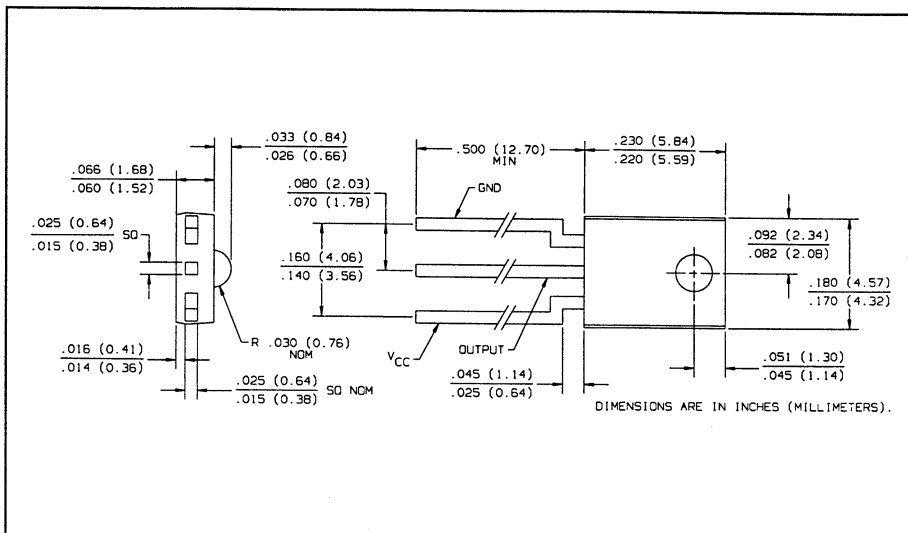 .033 (0.84)
.026 (0.66)
.500 (12.70)
MIN
.230 (5.84)
.220 (5.59)
.066 (1.68)
.060 (1.52)
.080 (2.03)
.070 (1.78)
GND
.025 (0.64)
.015 (0.38) SQ
.092 (2.34)
.082 (2.08)
.160 (4.06)
.140 (3.56)
.180 (4.57)
.170 (4.32)
R .030 (0.76)
NOM
VCC
OUTPUT
.016 (0.41)
.014 (0.36)
.051 (1.30)
.045 (1.14)
.025 (0.64)
.015 (0.38) SQ NOM
.045 (1.14)
.025 (0.64)
DIMENSIONS ARE IN INCHES (MILLIMETERS).